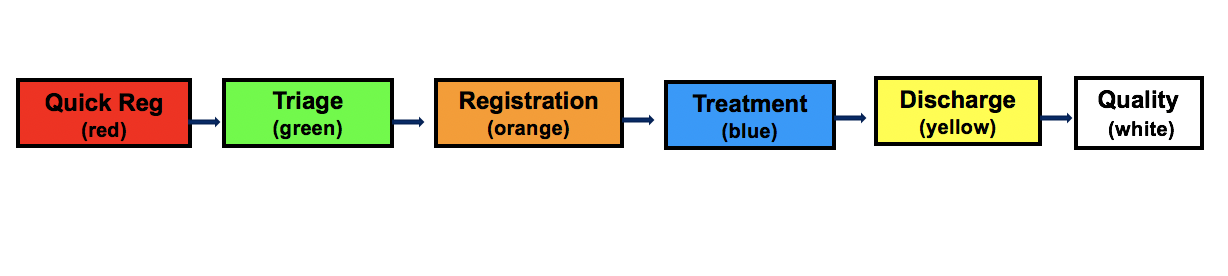 Quick Reg
(red)
Triage
(green)
Registration
(orange)
Treatment
(blue)
Discharge
(yellow)
Quality
(white)